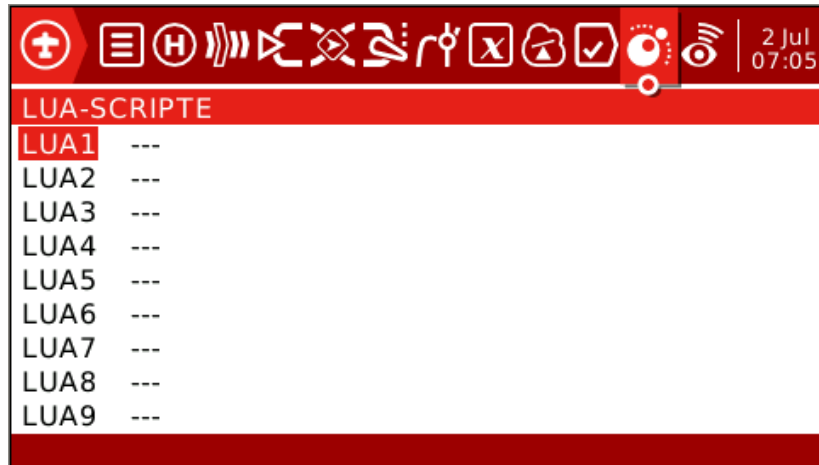 H
x
2 Jul
07:05
LUA-SCRIPTE
LUA1 ---
LUA2 ---
LUA3 ---
LUA4 ---
LUA5 ---
LUA6 ---
LUA7 ---
LUA8 ---
LUA9 ---